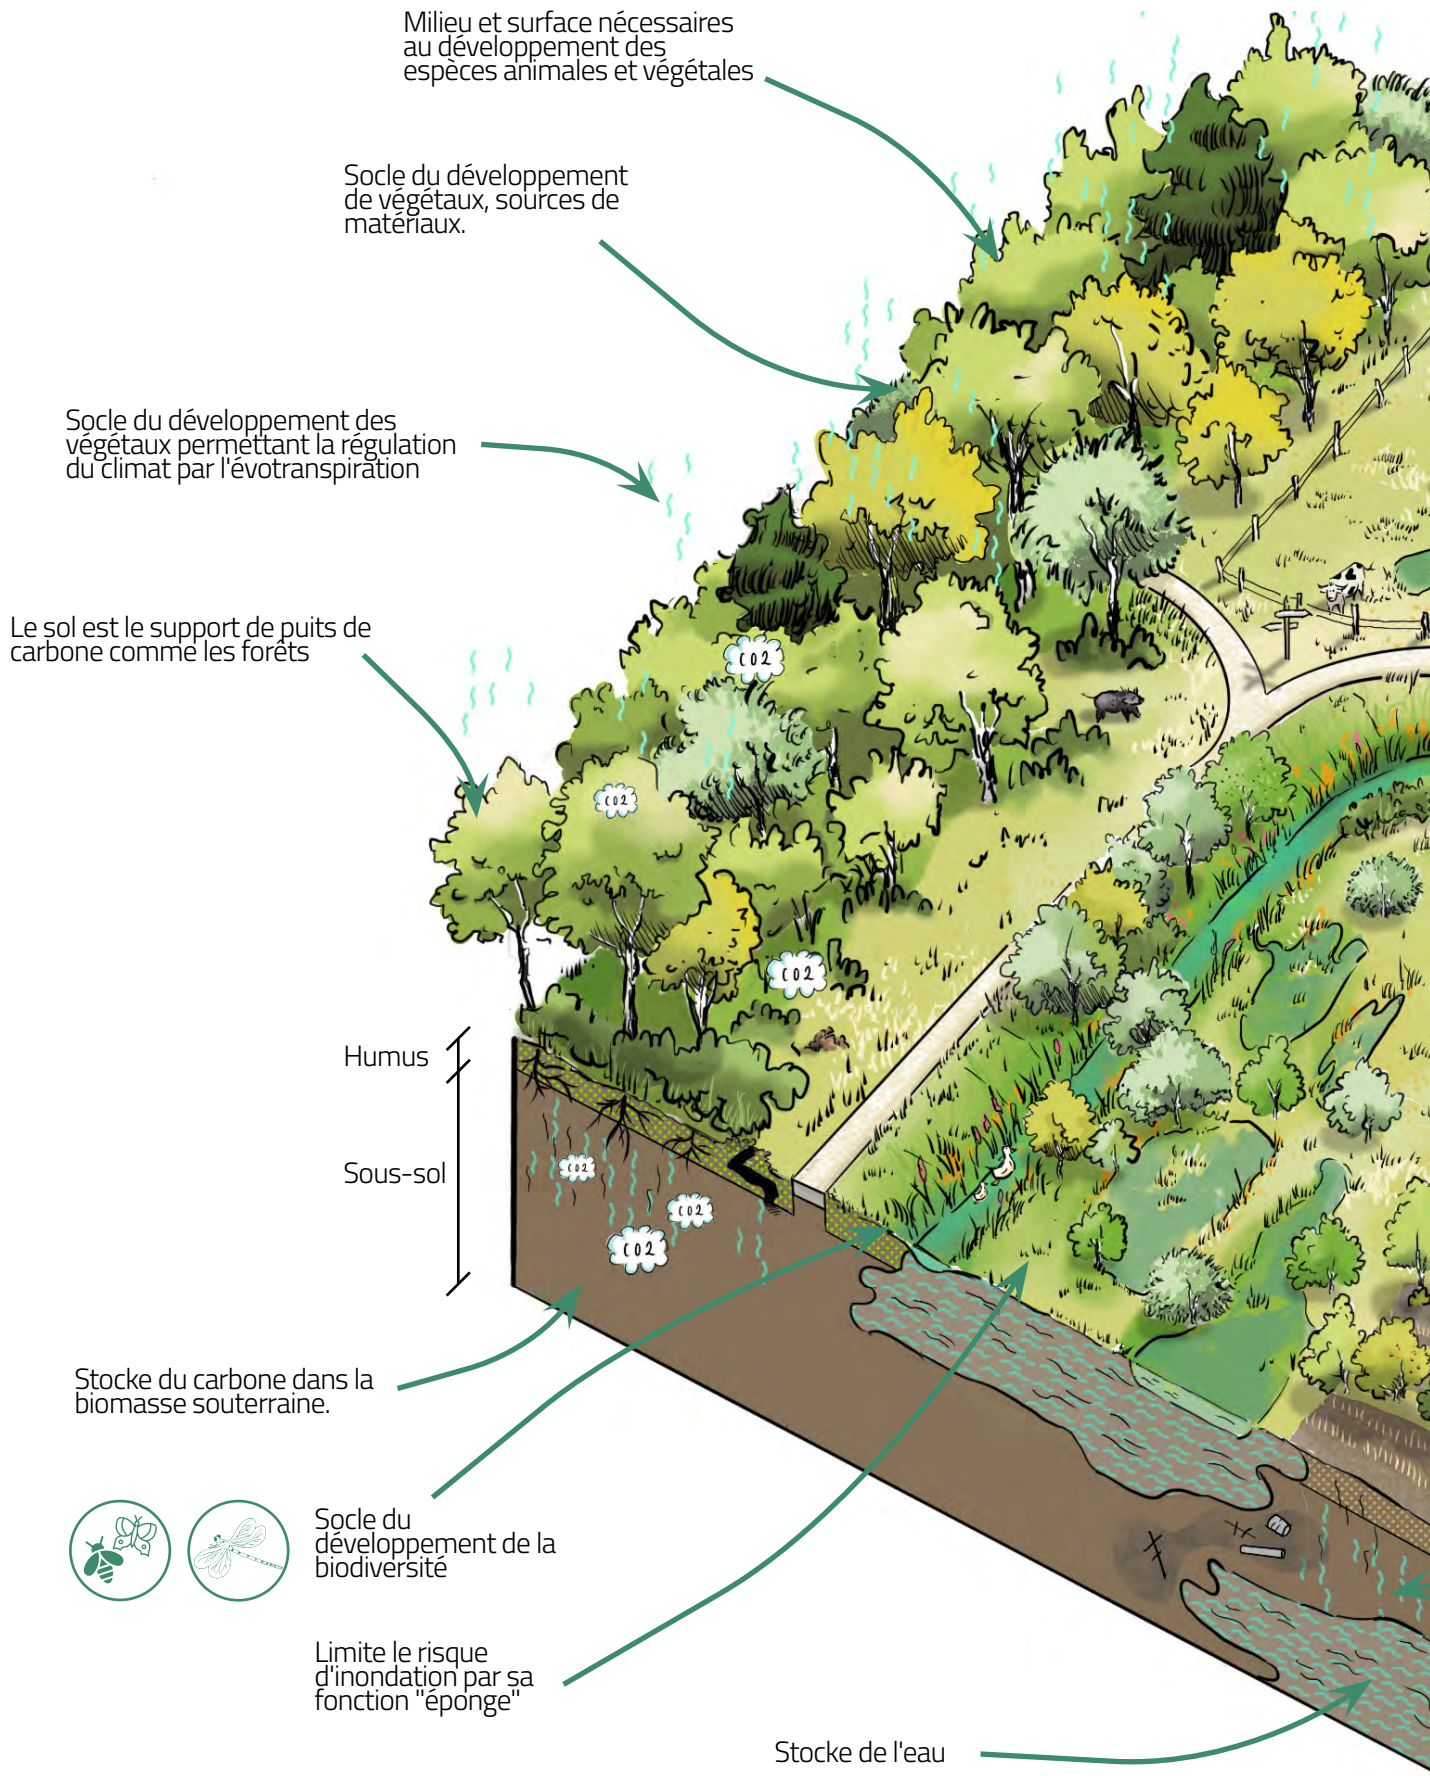 Milieu et surface nécessaires
au développement des
espèces animales et végétales
Socle du développement
de végétaux, sources de
matériaux.
Socle du développement des
végétaux permettant la régulation
du climat par l'évotranspiration
Le sol est le support de puits de
carbone comme les forêts
CO2
CO2
CO2
Humus
Sous-sol
CO2
CO2
CO2
Stocke du carbone dans la
biomasse souterraine.
Socle du
développement de la
biodiversité
Limite le risque
d'inondation par sa
fonction "éponge"
Stocke de l'eau